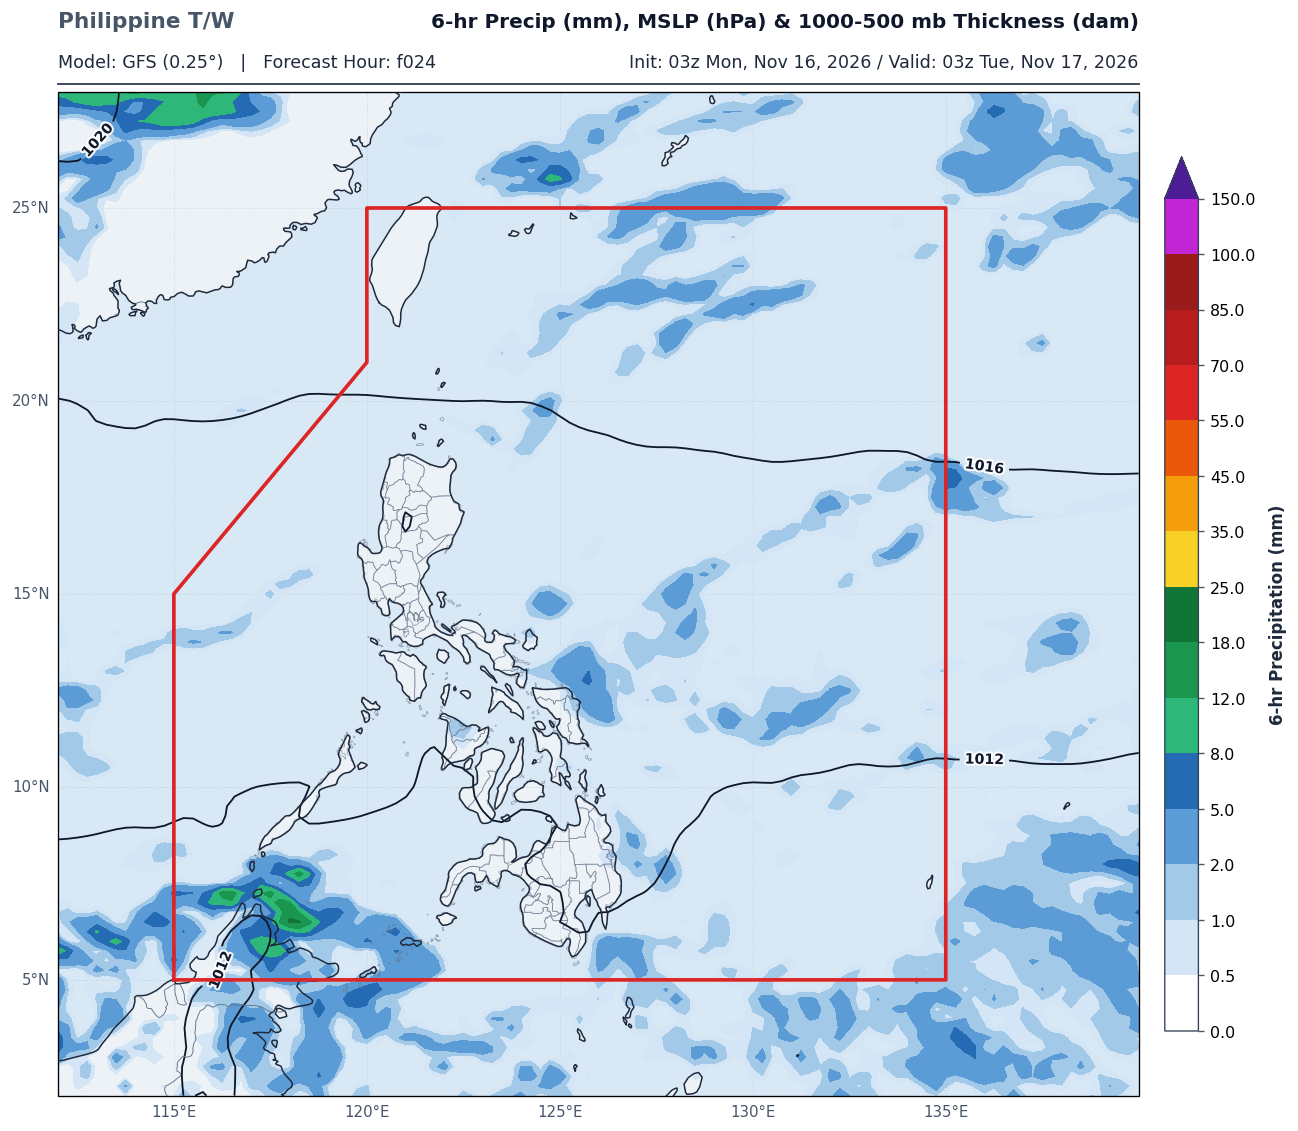 Philippine T/W
6-hr Precip (mm), MSLP (hPa) & 1000-500 mb Thickness (dam)
Model: GFS (0.25°)   |   Forecast Hour: f024
Init: 03z Mon, Nov 16, 2026 / Valid: 03z Tue, Nov 17, 2026
1020
1016
1012
1012
25°N
20°N
15°N
10°N
5°N
115°E
120°E
125°E
130°E
135°E
150.0
100.0
85.0
70.0
55.0
45.0
35.0
25.0
18.0
12.0
8.0
5.0
2.0
1.0
0.5
0.0
6-hr Precipitation (mm)